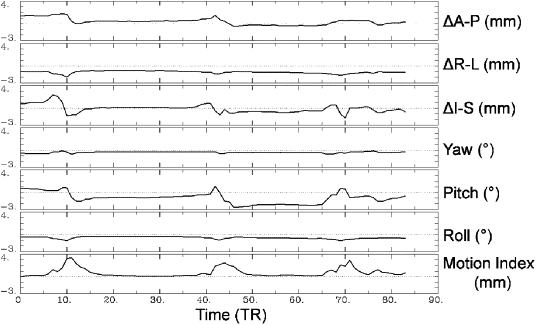 4.
-3.
ΔA-P (mm)
4.
-3.
ΔR-L (mm)
4.
-3.
ΔI-S (mm)
4.
-3.
Yaw (°)
4.
-3.
Pitch (°)
4.
-3.
Roll (°)
4.
-3.
Motion Index
(mm)
0. 10. 20. 30. 40. 50. 60. 70. 80. 90.
Time (TR)